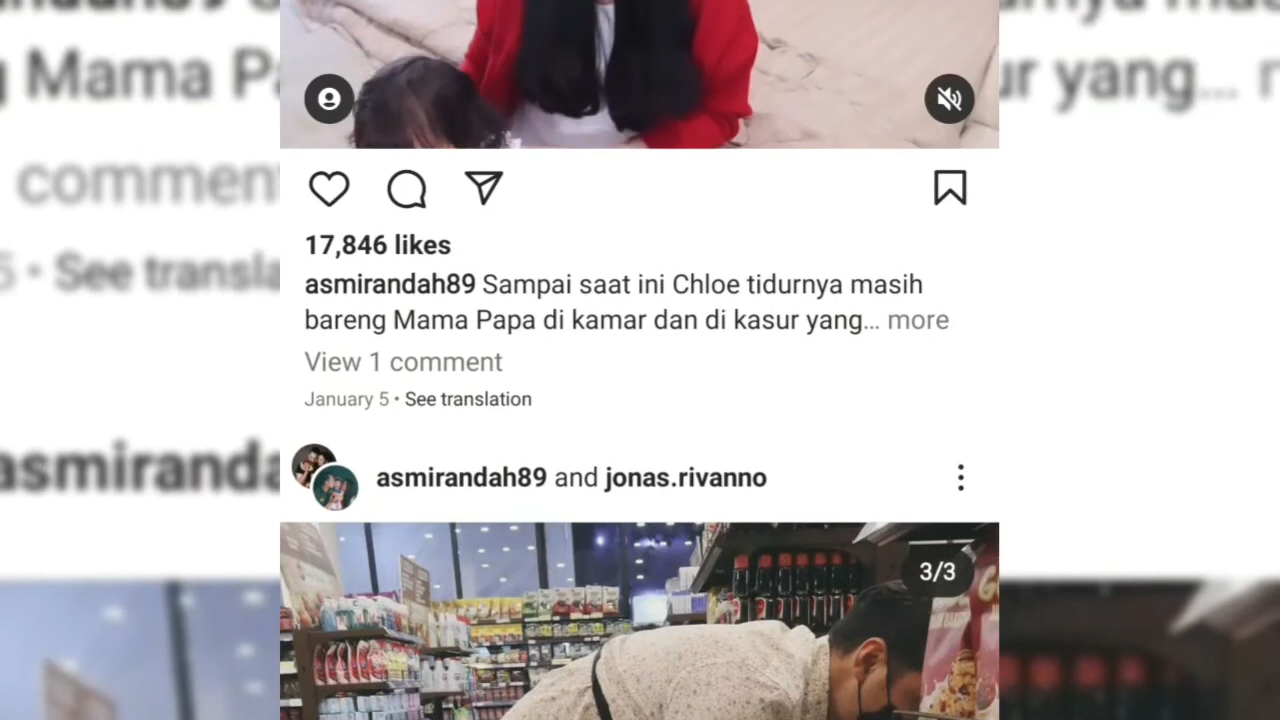 17,846 likes
asmirandah89 Sampai saat ini Chloe tidurnya masih
bareng Mama Papa di kamar dan di kasur yang... more
View 1 comment
January 5 • See translation
asmirandah89 and jonas.rivanno
3/3